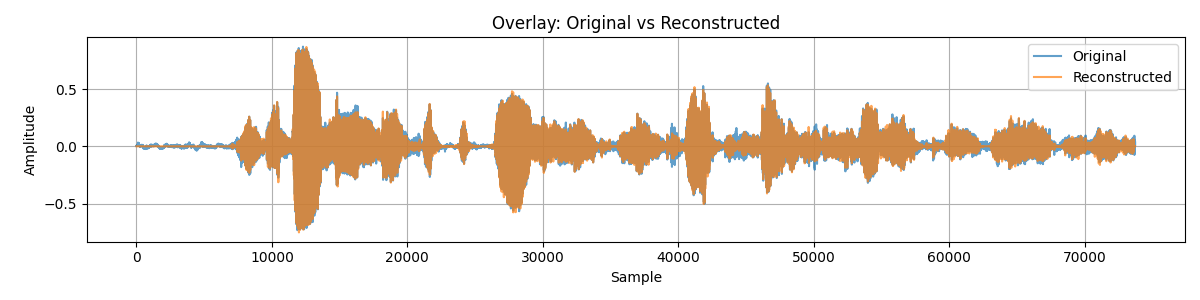 Overlay: Original vs Reconstructed
Original
Reconstructed
0.5
0.0
−0.5
Amplitude
0
10000
20000
30000
40000
50000
60000
70000
Sample